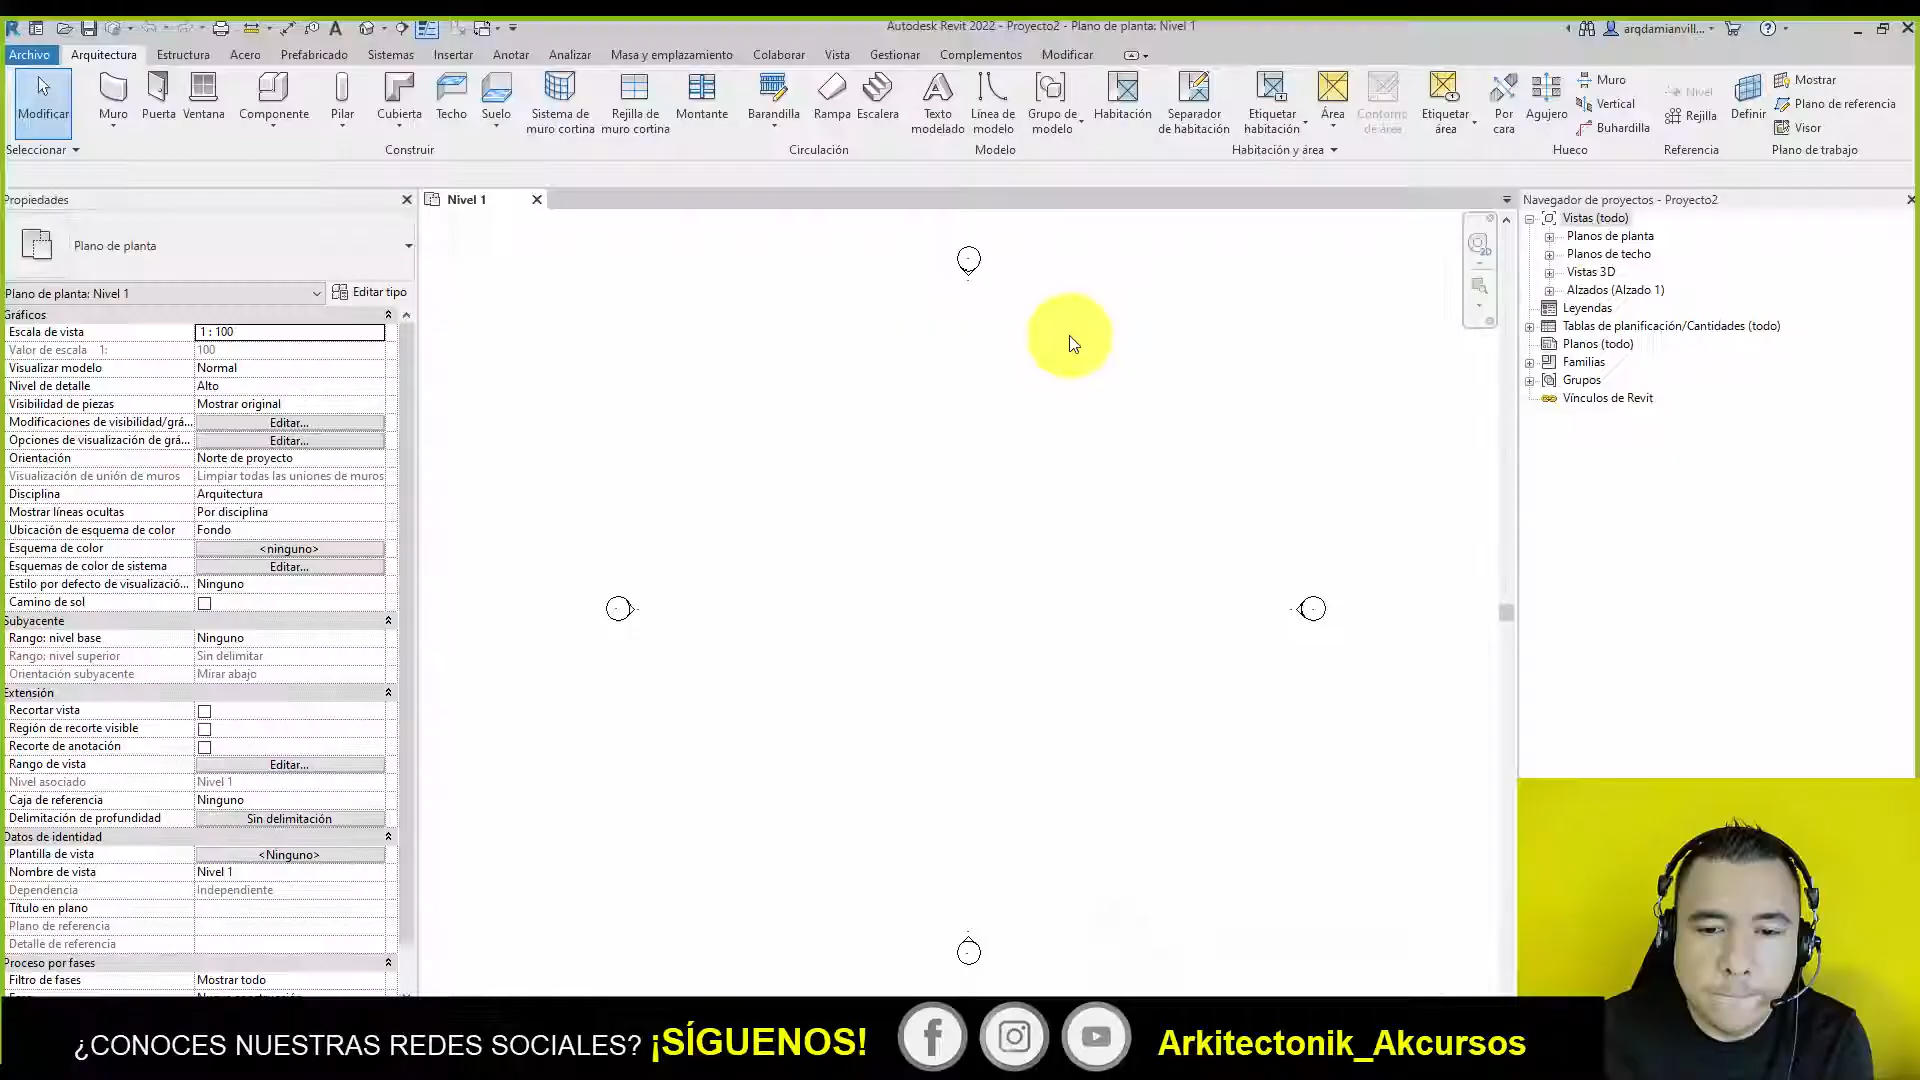 Autodesk Revit 2022 - Proyecto2 - Plano de planta: Nivel 1
arqdamianvill...
Archivo Arquitectura Estructura Acero Prefabricado Sistemas Insertar Anotar Analizar Masa y emplazamiento Colaborar Vista Gestionar Complementos Modificar
Modificar
Muro
Puerta
Ventana
Componente
Pilar
Cubierta
Techo
Suelo
Sistema de
muro cortina
Rejilla de
muro cortina
Montante
Barandilla
Rampa
Escalera
Texto
modelado
Línea de
modelo
Grupo de
modelo
Habitación
Separador
de habitación
Etiquetar
habitación
Área
Contorno
de área
Etiquetar
área
Por
cara
Agujero
Muro
Vertical
Buhardilla
Nivel
Rejilla
Definir
Mostrar
Plano de referencia
Visor
Seleccionar Construir Circulación Modelo Habitación y área Hueco Referencia Plano de trabajo
Propiedades
Plano de planta
Plano de planta: Nivel 1 Editar tipo
Gráficos
Escala de vista 1 : 100
Valor de escala 1: 100
Visualizar modelo Normal
Nivel de detalle Alto
Visibilidad de piezas Mostrar original
Modificaciones de visibilidad/grá... Editar...
Opciones de visualización de grá... Editar...
Orientación Norte de proyecto
Visualización de unión de muros Limpiar todas las uniones de muros
Disciplina Arquitectura
Mostrar líneas ocultas Por disciplina
Ubicación de esquema de color Fondo
Esquema de color <ninguno>
Esquemas de color de sistema Editar...
Estilo por defecto de visualizació... Ninguno
Camino de sol
Subyacente
Rango: nivel base Ninguno
Rango: nivel superior Sin delimitar
Orientación subyacente Mirar abajo
Extensión
Recortar vista
Región de recorte visible
Recorte de anotación
Rango de vista Editar...
Nivel asociado Nivel 1
Caja de referencia Ninguno
Delimitación de profundidad Sin delimitación
Datos de identidad
Plantilla de vista <Ninguno>
Nombre de vista Nivel 1
Dependencia Independiente
Título en plano
Plano de referencia
Detalle de referencia
Proceso por fases
Filtro de fases Mostrar todo
Nivel 1
2D
Navegador de proyectos - Proyecto2
Vistas (todo)
Planos de planta
Planos de techo
Vistas 3D
Alzados (Alzado 1)
Leyendas
Tablas de planificación/Cantidades (todo)
Planos (todo)
Familias
Grupos
Vínculos de Revit
¿CONOCES NUESTRAS REDES SOCIALES? ¡SÍGUENOS! Arkitectonik_Akcursos